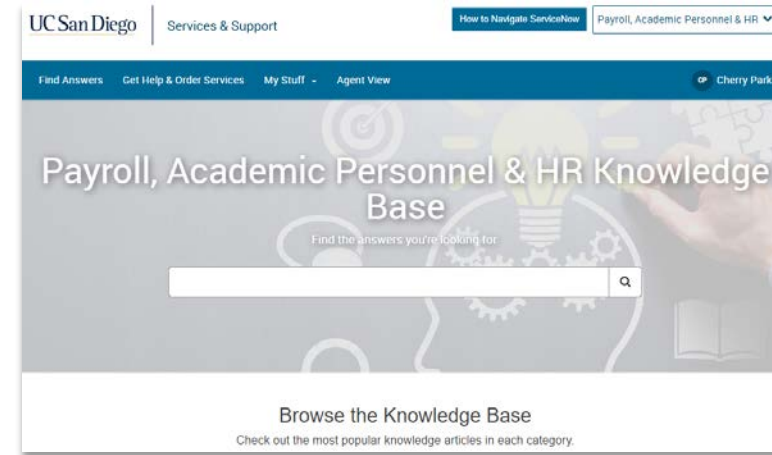 UC San Diego
Services & Support
How to Navigate ServiceNow
Payroll, Academic Personnel & HR
Find Answers
Get Help & Order Services
My Stuff
Agent View
CP
Cherry Park
Payroll, Academic Personnel & HR Knowledge
Base
Find the answers you're looking for
Browse the Knowledge Base
Check out the most popular knowledge articles in each category.